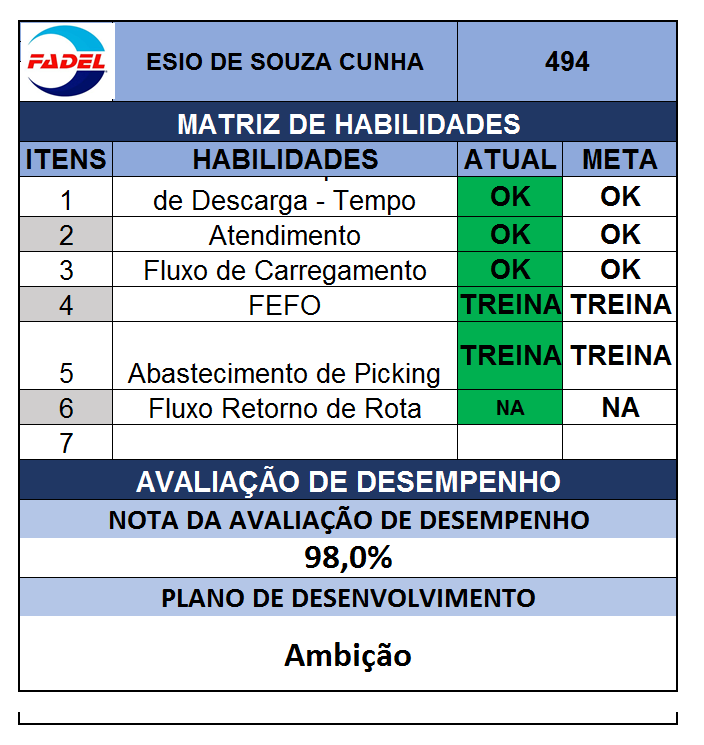 FADEL
ESIO DE SOUZA CUNHA 494
MATRIZ DE HABILIDADES
ITENS HABILIDADES ATUAL META
1 de Descarga - Tempo OK OK
2 Atendimento OK OK
3 Fluxo de Carregamento OK OK
4 FEFO TREINA TREINA
5 Abastecimento de Picking TREINA TREINA
6 Fluxo Retorno de Rota NA NA
7
AVALIAÇÃO DE DESEMPENHO
NOTA DA AVALIAÇÃO DE DESEMPENHO
98,0%
PLANO DE DESENVOLVIMENTO
Ambição